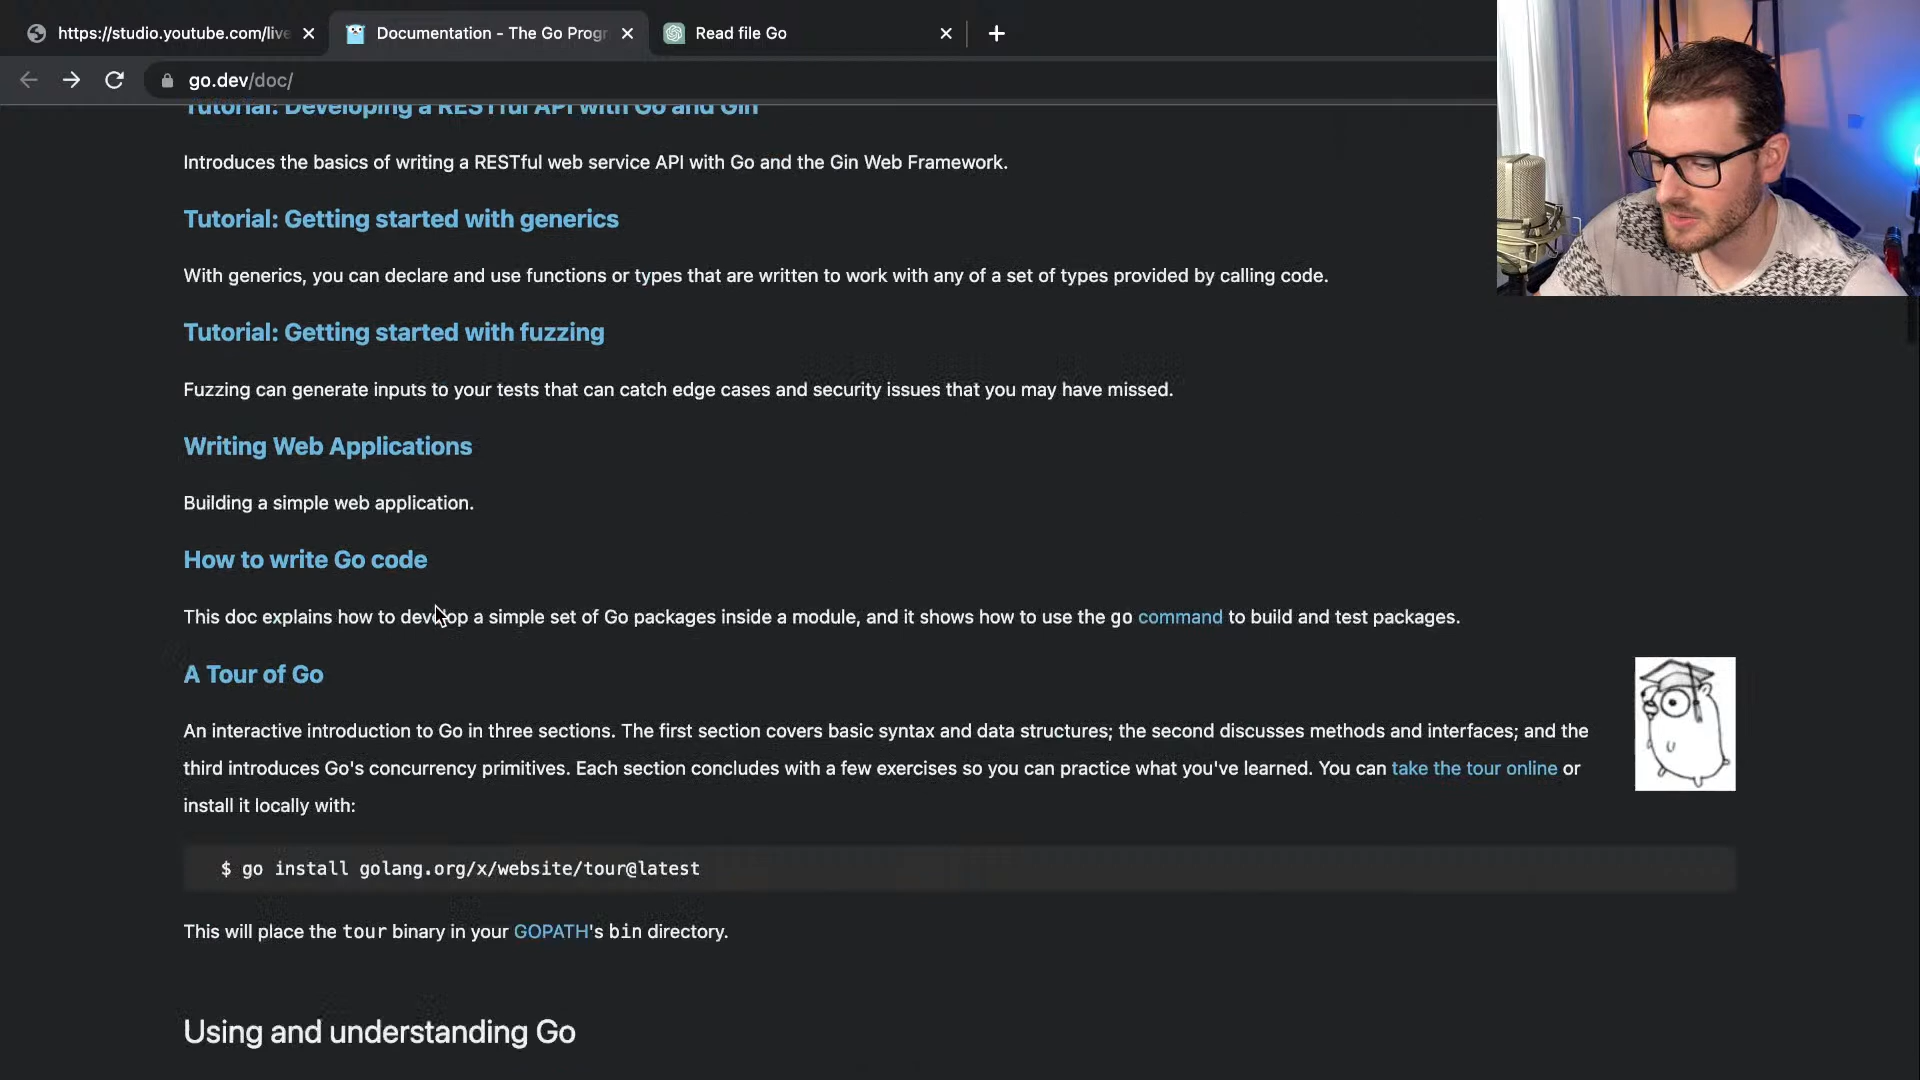 https://studio.youtube.com/live
Documentation - The Go Progr
Read file Go
go.dev/doc/
Tutorial: Developing a RESTful API with Go and Gin
Introduces the basics of writing a RESTful web service API with Go and the Gin Web Framework.
Tutorial: Getting started with generics
With generics, you can declare and use functions or types that are written to work with any of a set of types provided by calling code.
Tutorial: Getting started with fuzzing
Fuzzing can generate inputs to your tests that can catch edge cases and security issues that you may have missed.
Writing Web Applications
Building a simple web application.
How to write Go code
This doc explains how to develop a simple set of Go packages inside a module, and it shows how to use the go command to build and test packages.
A Tour of Go
An interactive introduction to Go in three sections. The first section covers basic syntax and data structures; the second discusses methods and interfaces; and the
third introduces Go's concurrency primitives. Each section concludes with a few exercises so you can practice what you've learned. You can take the tour online or
install it locally with:
$ go install golang.org/x/website/tour@latest
This will place the tour binary in your GOPATH's bin directory.
Using and understanding Go